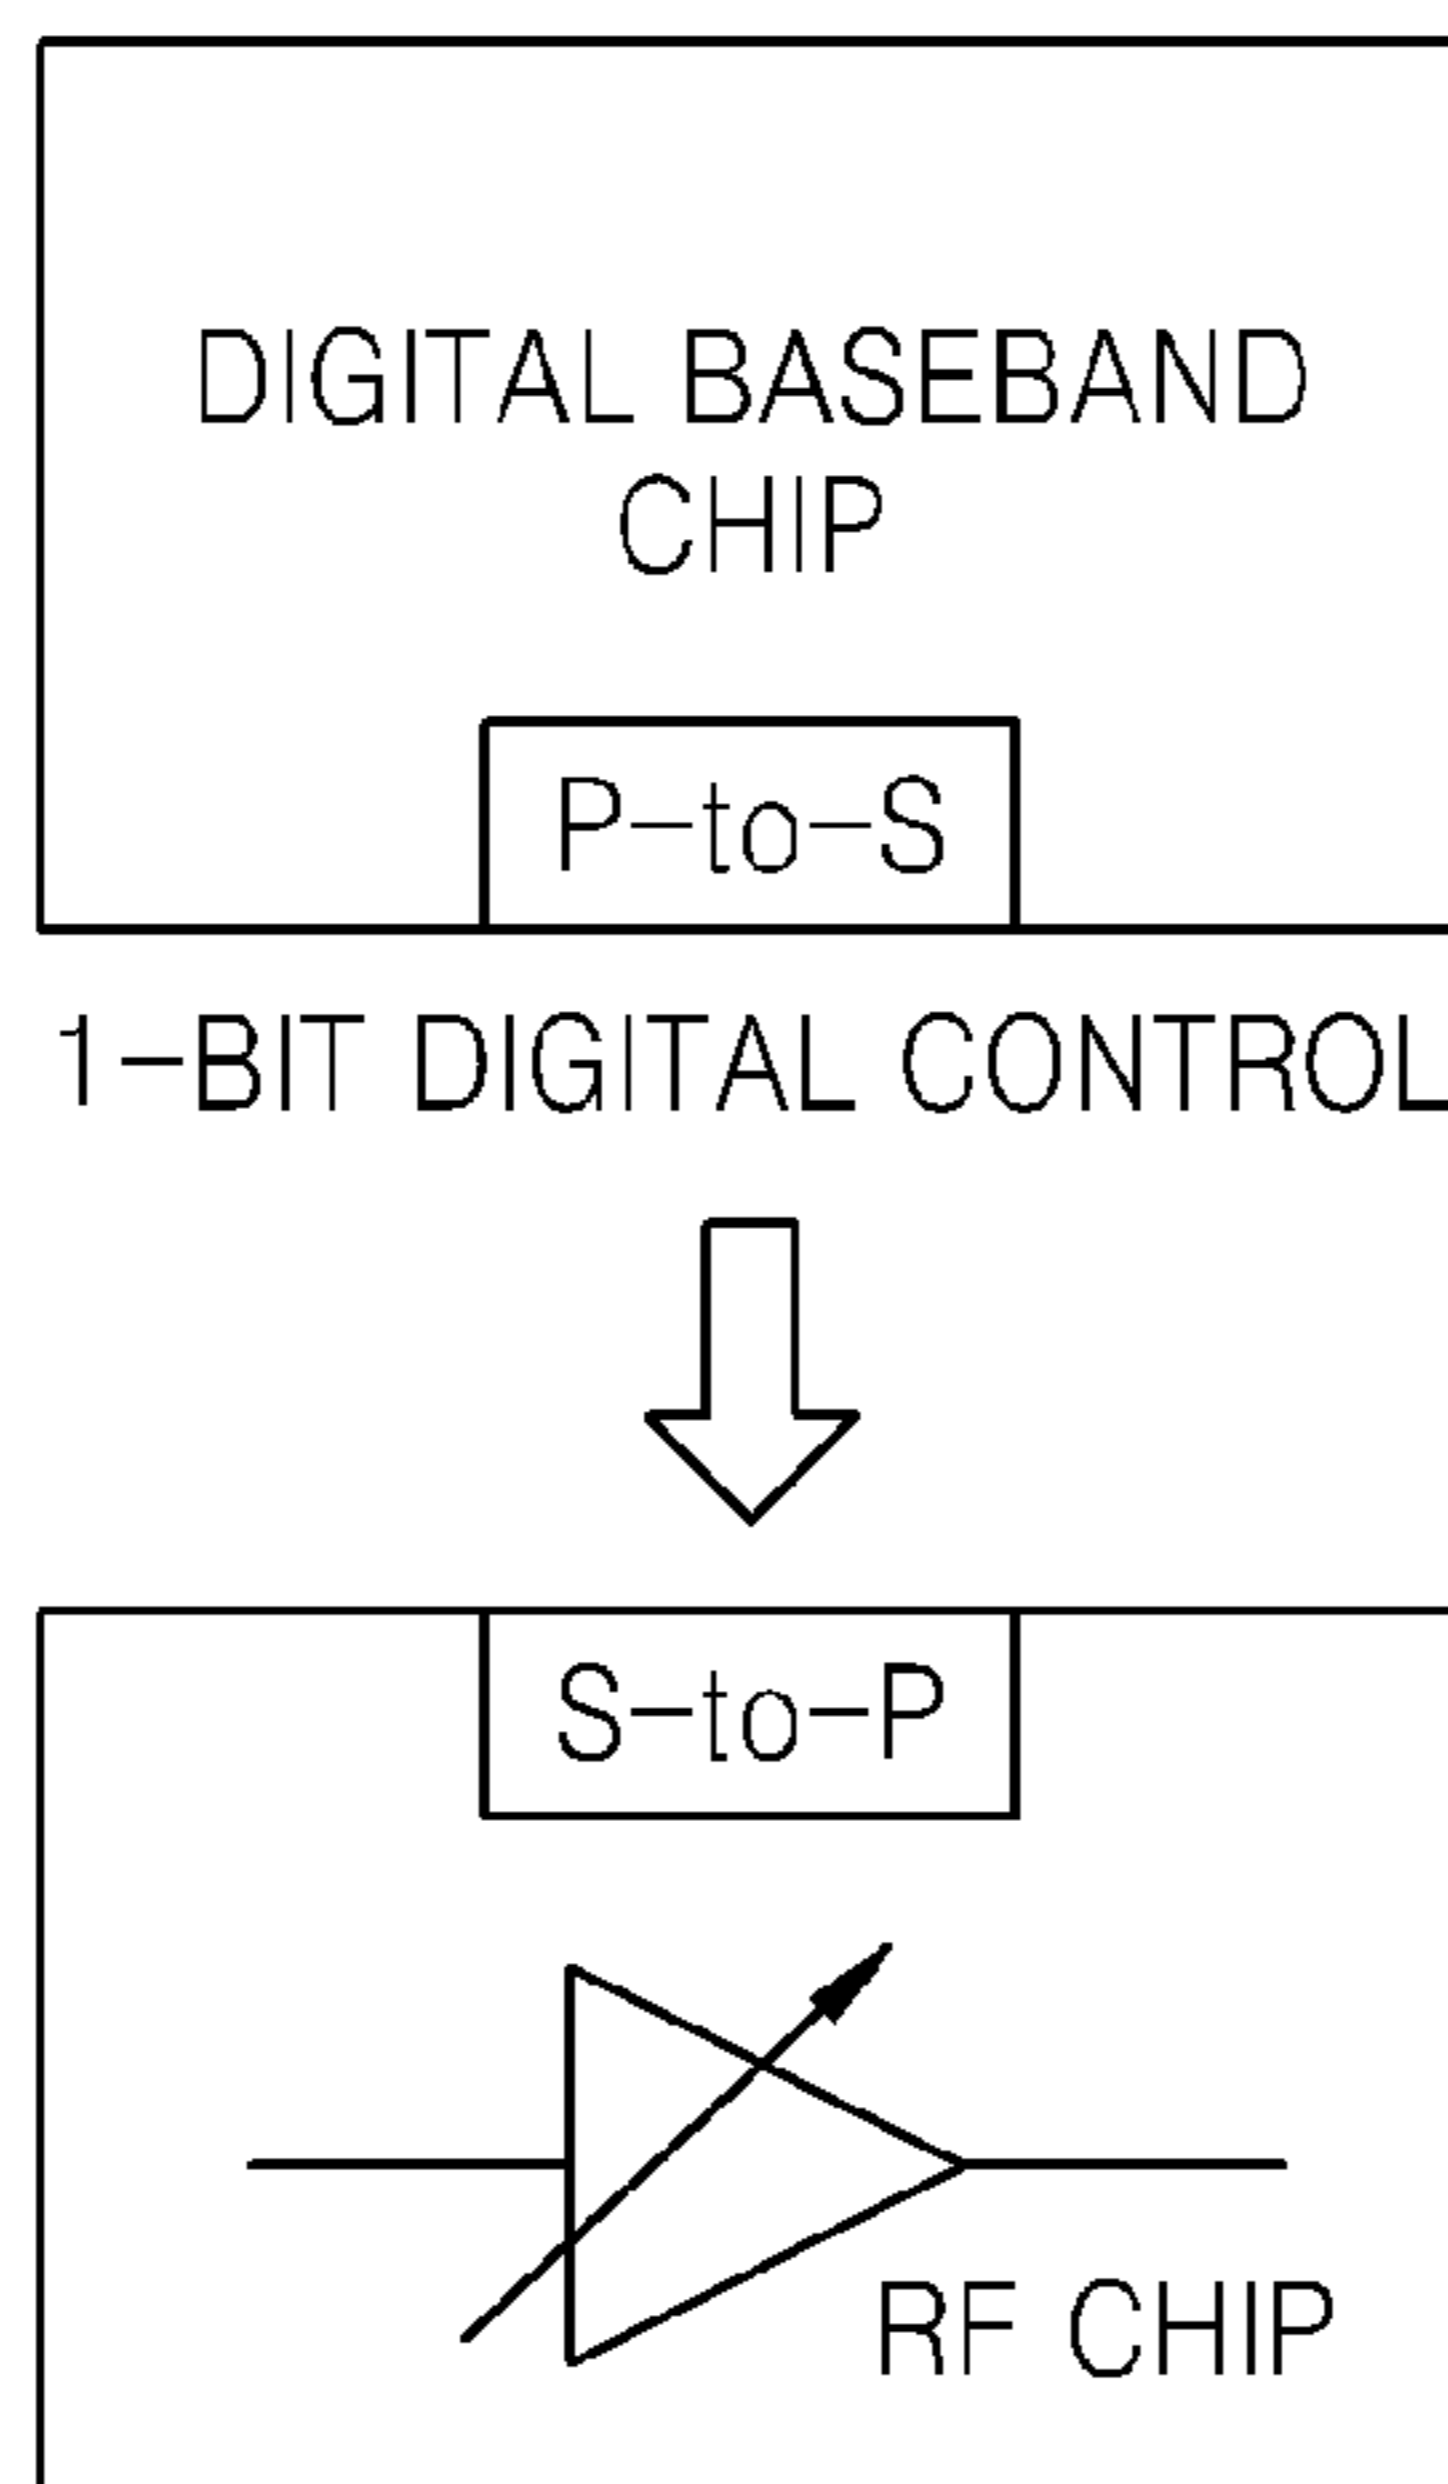 DIGITAL BASEBAND
CHIP
P-to-S
1-BIT DIGITAL CONTROL
S-to-P
RF CHIP